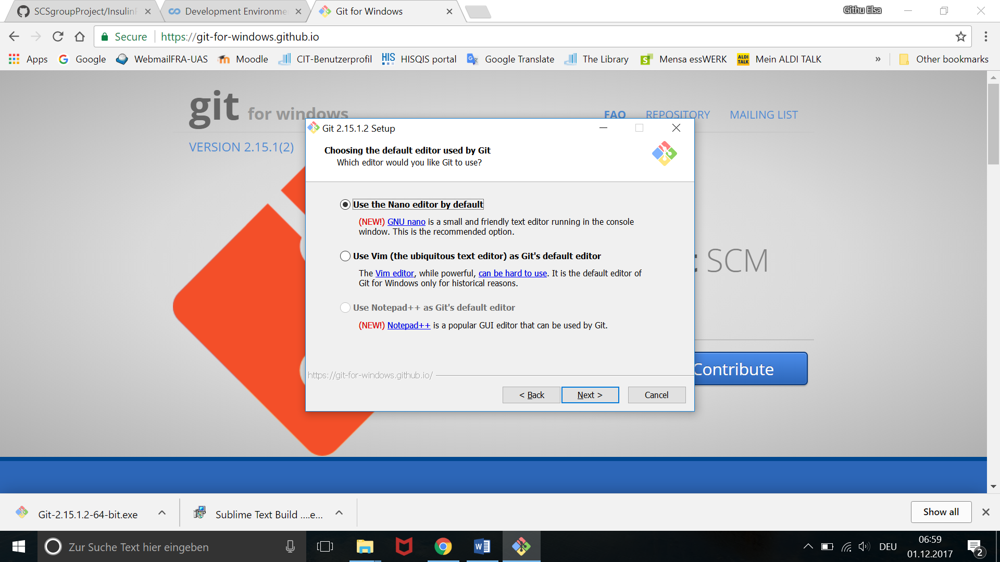 SCSgroupProject/Insulin
Development Environme
Git for Windows
Githu Elsa
Secure
https://git-for-windows.github.io
Apps
Google
WebmailFRA-UAS
Moodle
CIT-Benutzerprofil
HIS
HISQIS portal
Google Translate
The Library
Mensa essWERK
ALDI
TALK
Mein ALDI TALK
»
Other bookmarks
git for windows
FAQ
REPOSITORY
MAILING LIST
VERSION 2.15.1(2)
Git 2.15.1.2 Setup
Choosing the default editor used by Git
Which editor would you like Git to use?
Use the Nano editor by default
(NEW!) GNU nano is a small and friendly text editor running in the console
window. This is the recommended option.
Use Vim (the ubiquitous text editor) as Git's default editor
The Vim editor, while powerful, can be hard to use. It is the default editor of
Git for Windows only for historical reasons.
SCM
Use Notepad++ as Git's default editor
(NEW!) Notepad++ is a popular GUI editor that can be used by Git.
Contribute
https://git-for-windows.github.io/
< Back
Next >
Cancel
Git-2.15.1.2-64-bit.exe
Sublime Text Build ....e...
Show all
Zur Suche Text hier eingeben
DEU
06:59
01.12.2017
2